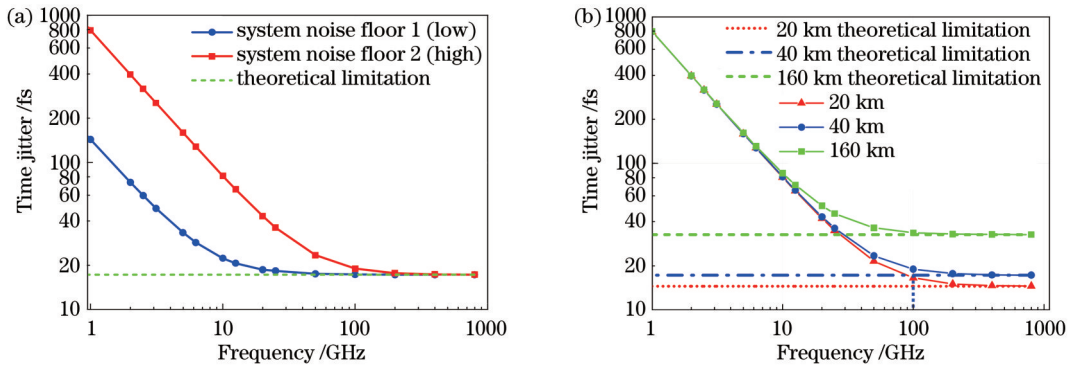 (a)
1000
800
600
400
200
100
80
60
40
20
10
Time jitter /fs
system noise floor 1 (low)
system noise floor 2 (high)
theoretical limitation
1
10
100
1000
Frequency /GHz
(b)
1000
800
600
400
200
100
80
60
40
20
10
Time jitter /fs
20 km theoretical limitation
40 km theoretical limitation
160 km theoretical limitation
20 km
40 km
160 km
1
10
100
1000
Frequency /GHz